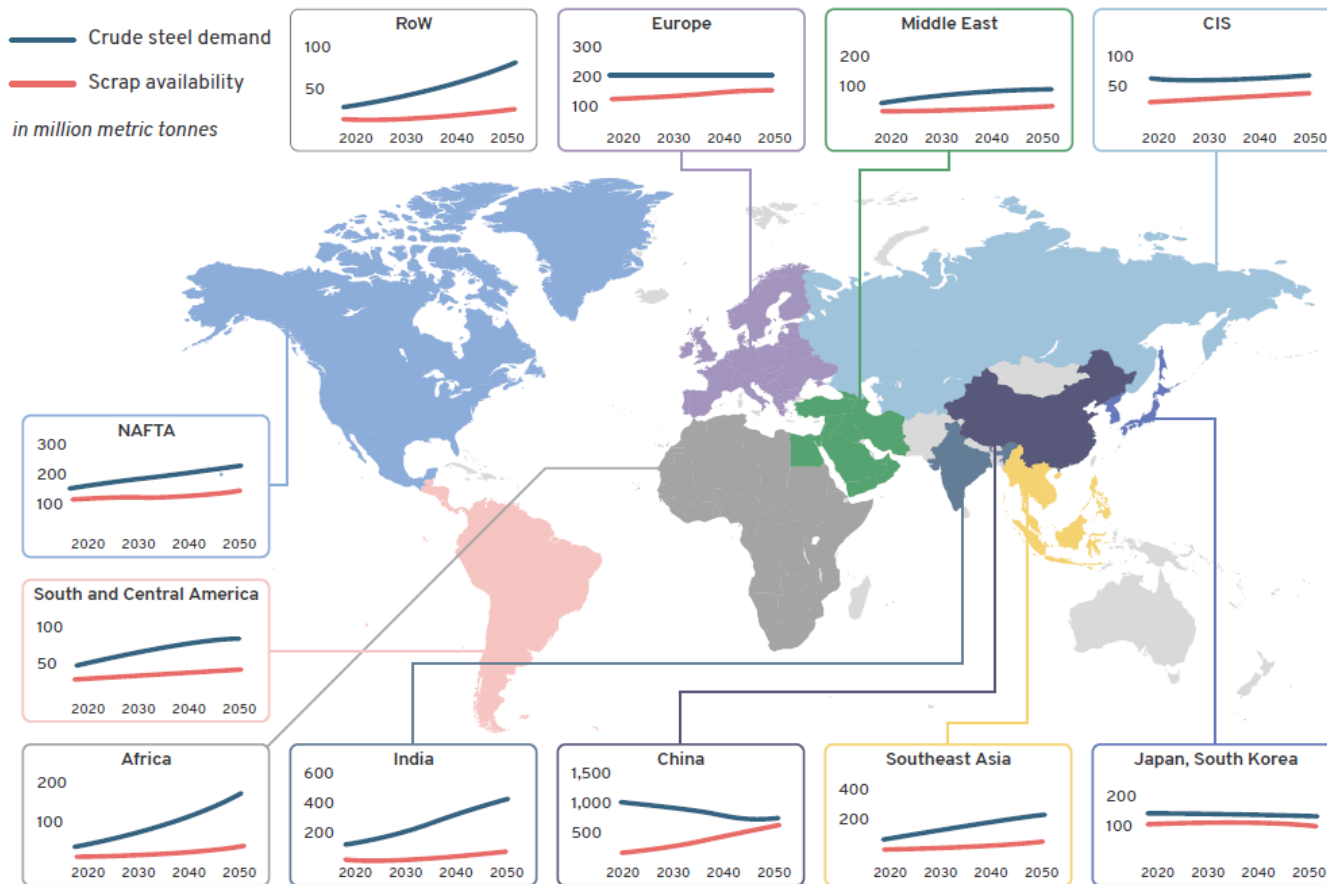 Crude steel demand
Scrap availability
in million metric tonnes
RoW
100
50
2020 2030 2040 2050
Europe
300
200
100
2020 2030 2040 2050
Middle East
200
100
2020 2030 2040 2050
CIS
100
50
2020 2030 2040 2050
NAFTA
300
200
100
2020 2030 2040 2050
South and Central America
100
50
2020 2030 2040 2050
Africa
200
100
2020 2030 2040 2050
India
600
400
200
2020 2030 2040 2050
China
1,500
1,000
500
2020 2030 2040 2050
Southeast Asia
400
200
2020 2030 2040 2050
Japan, South Korea
200
100
2020 2030 2040 2050